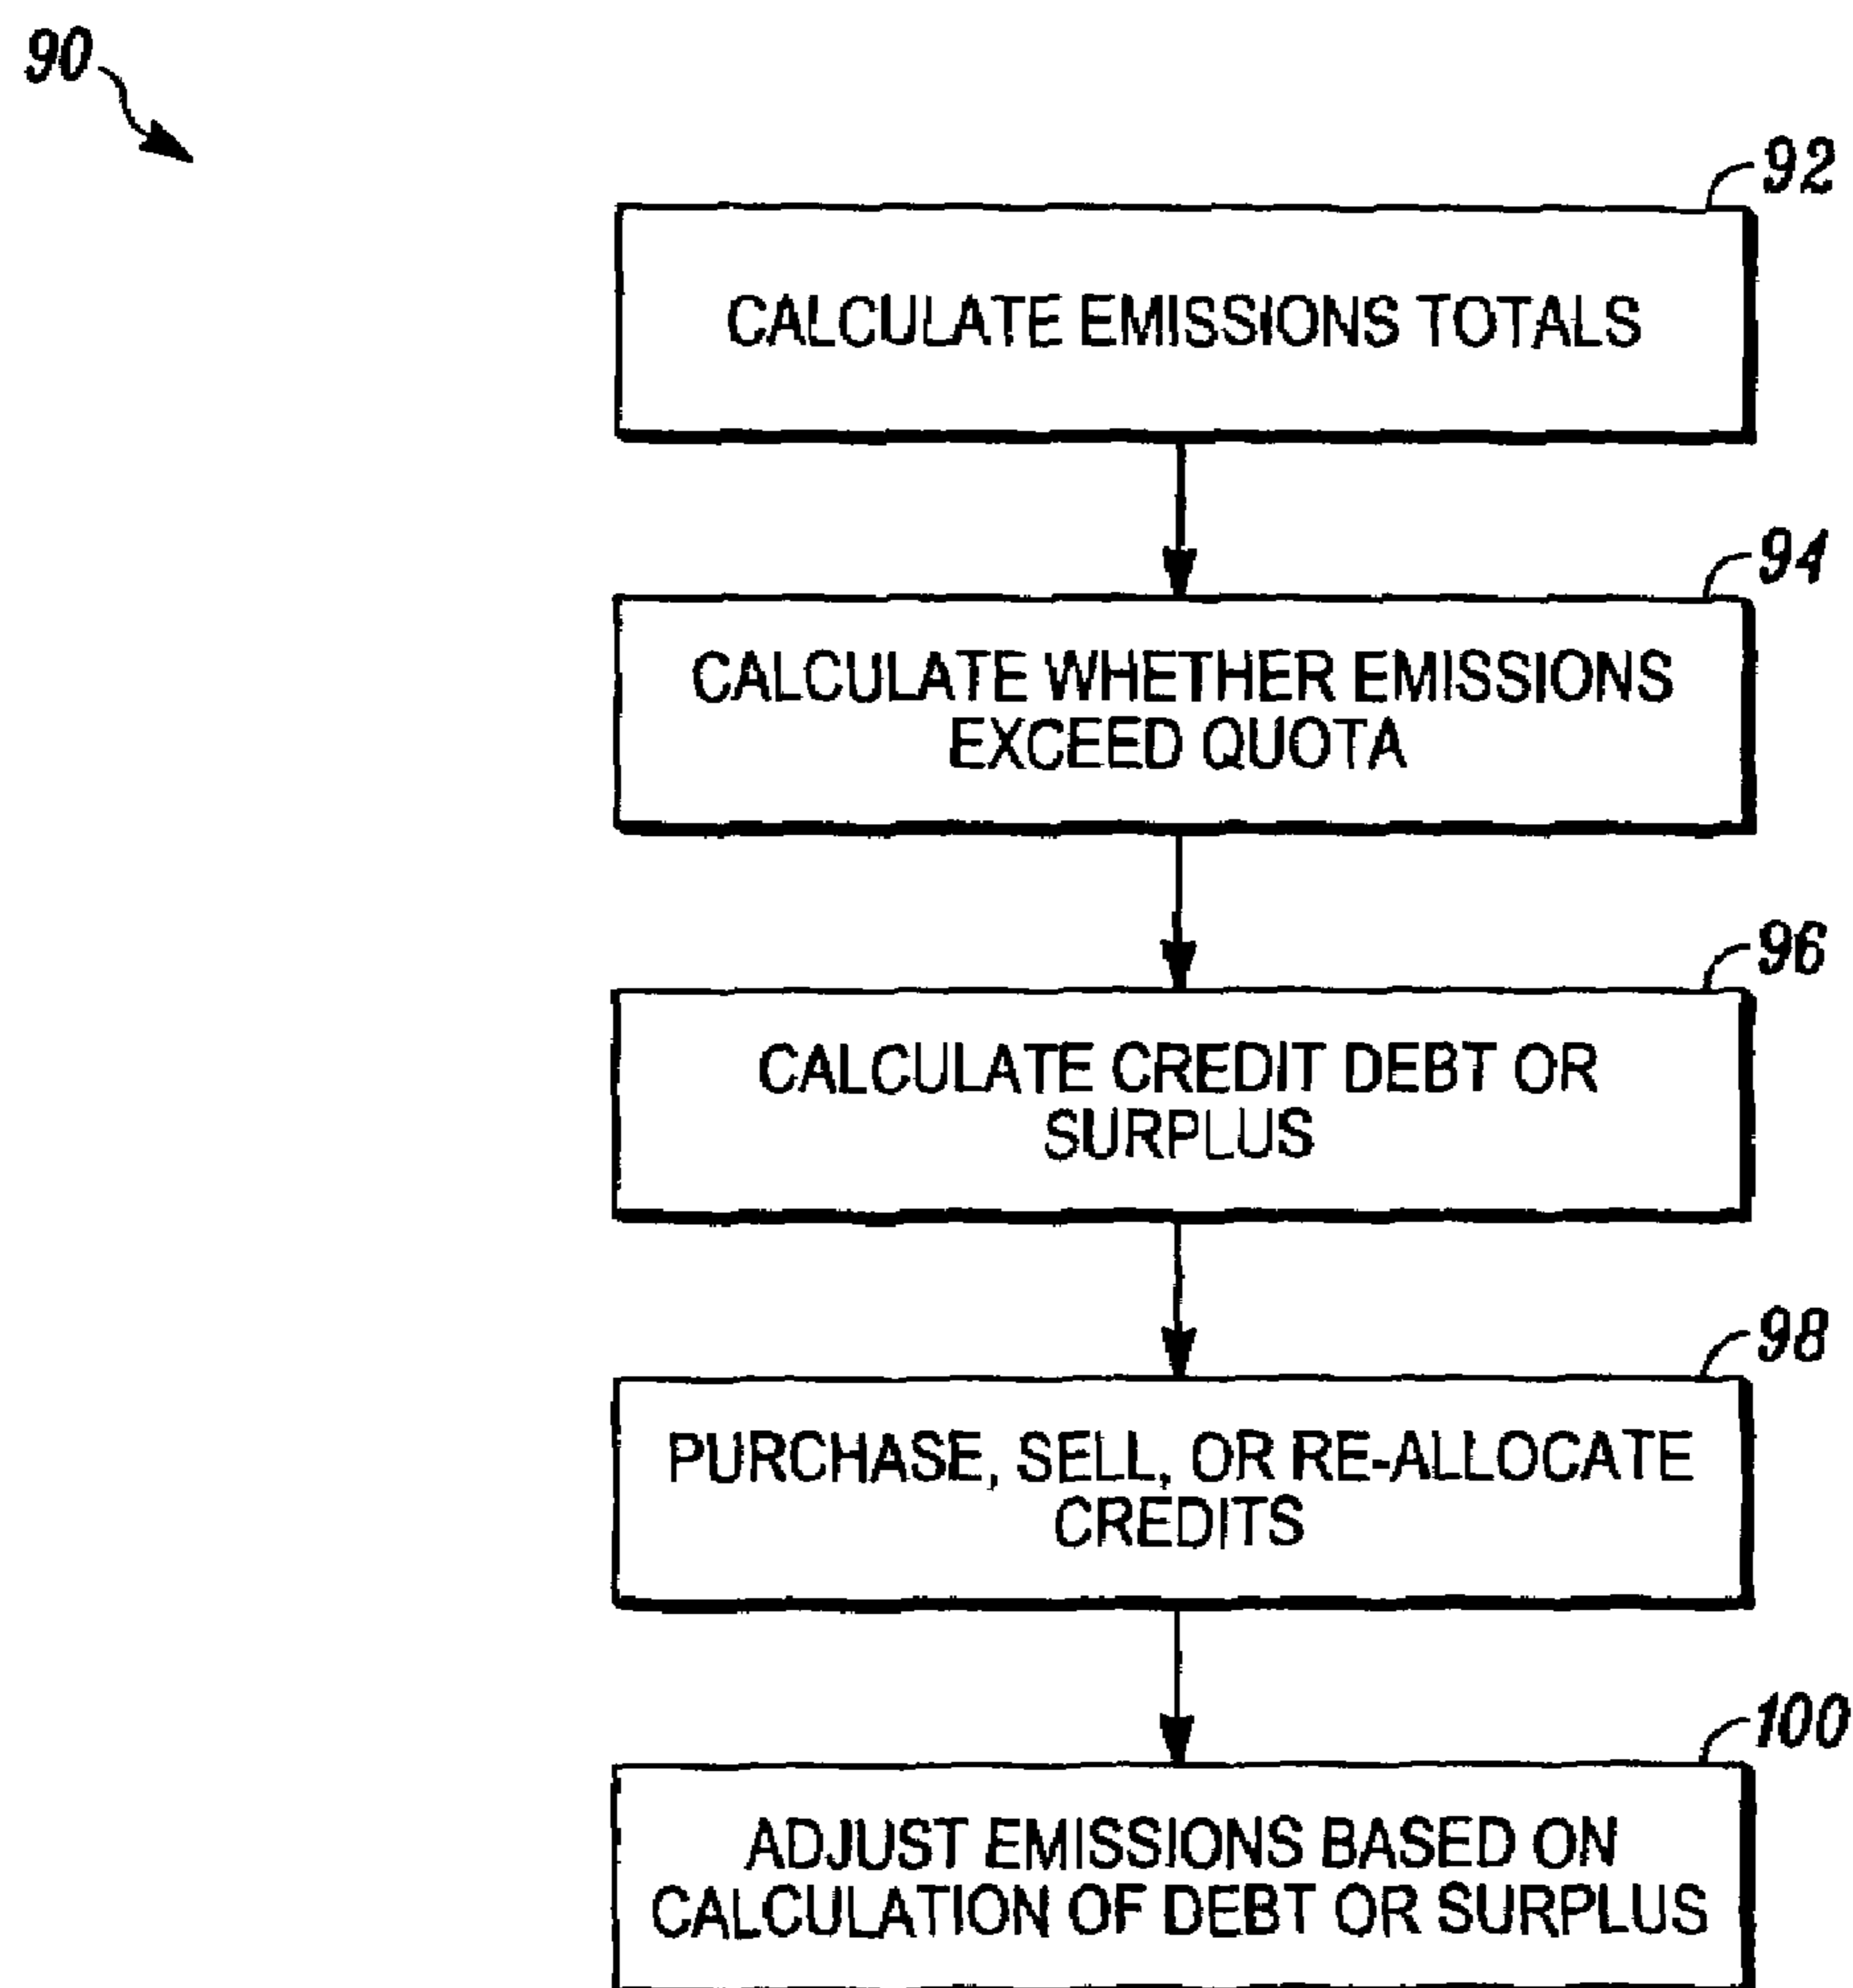 90
92
CALCULATE EMISSIONS TOTALS
94
CALCULATE WHETHER EMISSIONS
EXCEED QUOTA
96
CALCULATE CREDIT DEBT OR
SURPLUS
98
PURCHASE, SELL, OR RE-ALLOCATE
CREDITS
100
ADJUST EMISSIONS BASED ON
CALCULATION OF DEBT OR SURPLUS